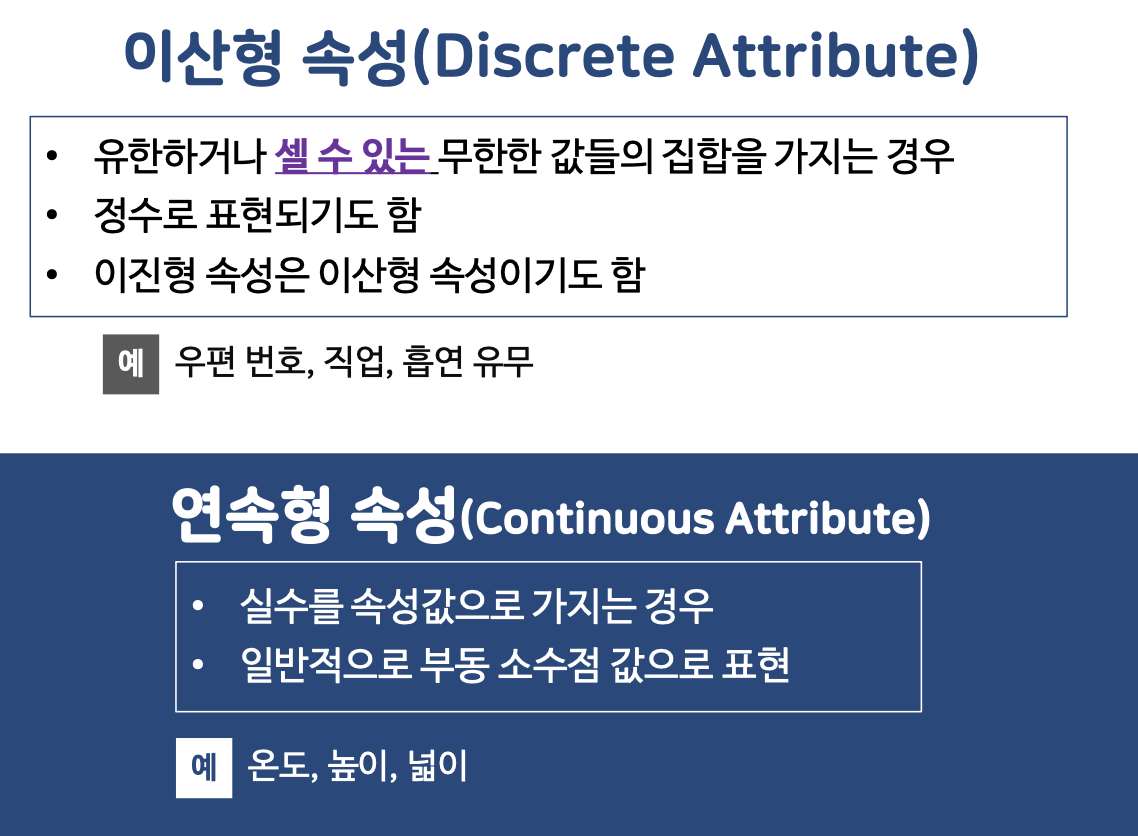 이산형 속성(Discrete Attribute)
• 유한하거나 셀 수 있는 무한한 값들의 집합을 가지는 경우
• 정수로 표현되기도 함
• 이진형 속성은 이산형 속성이기도 함
예 우편 번호, 직업, 흡연 유무
연속형 속성(Continuous Attribute)
• 실수를 속성값으로 가지는 경우
• 일반적으로 부동 소수점 값으로 표현
예 온도, 높이, 넓이